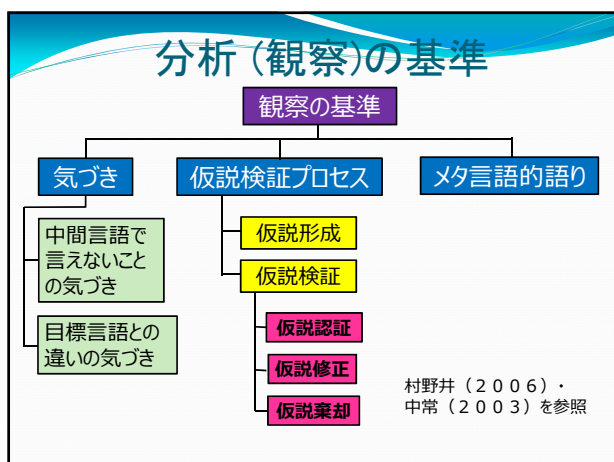 分析(観察)の基準
観察の基準
気づき
仮説検証プロセス
メタ言語的語り
中間言語で
言えないこと
の気づき
目標言語との
違いの気づき
仮説形成
仮説検証
仮説認証
仮説修正
仮説棄却
村野井（２００６）・
中常（２００３）を参照